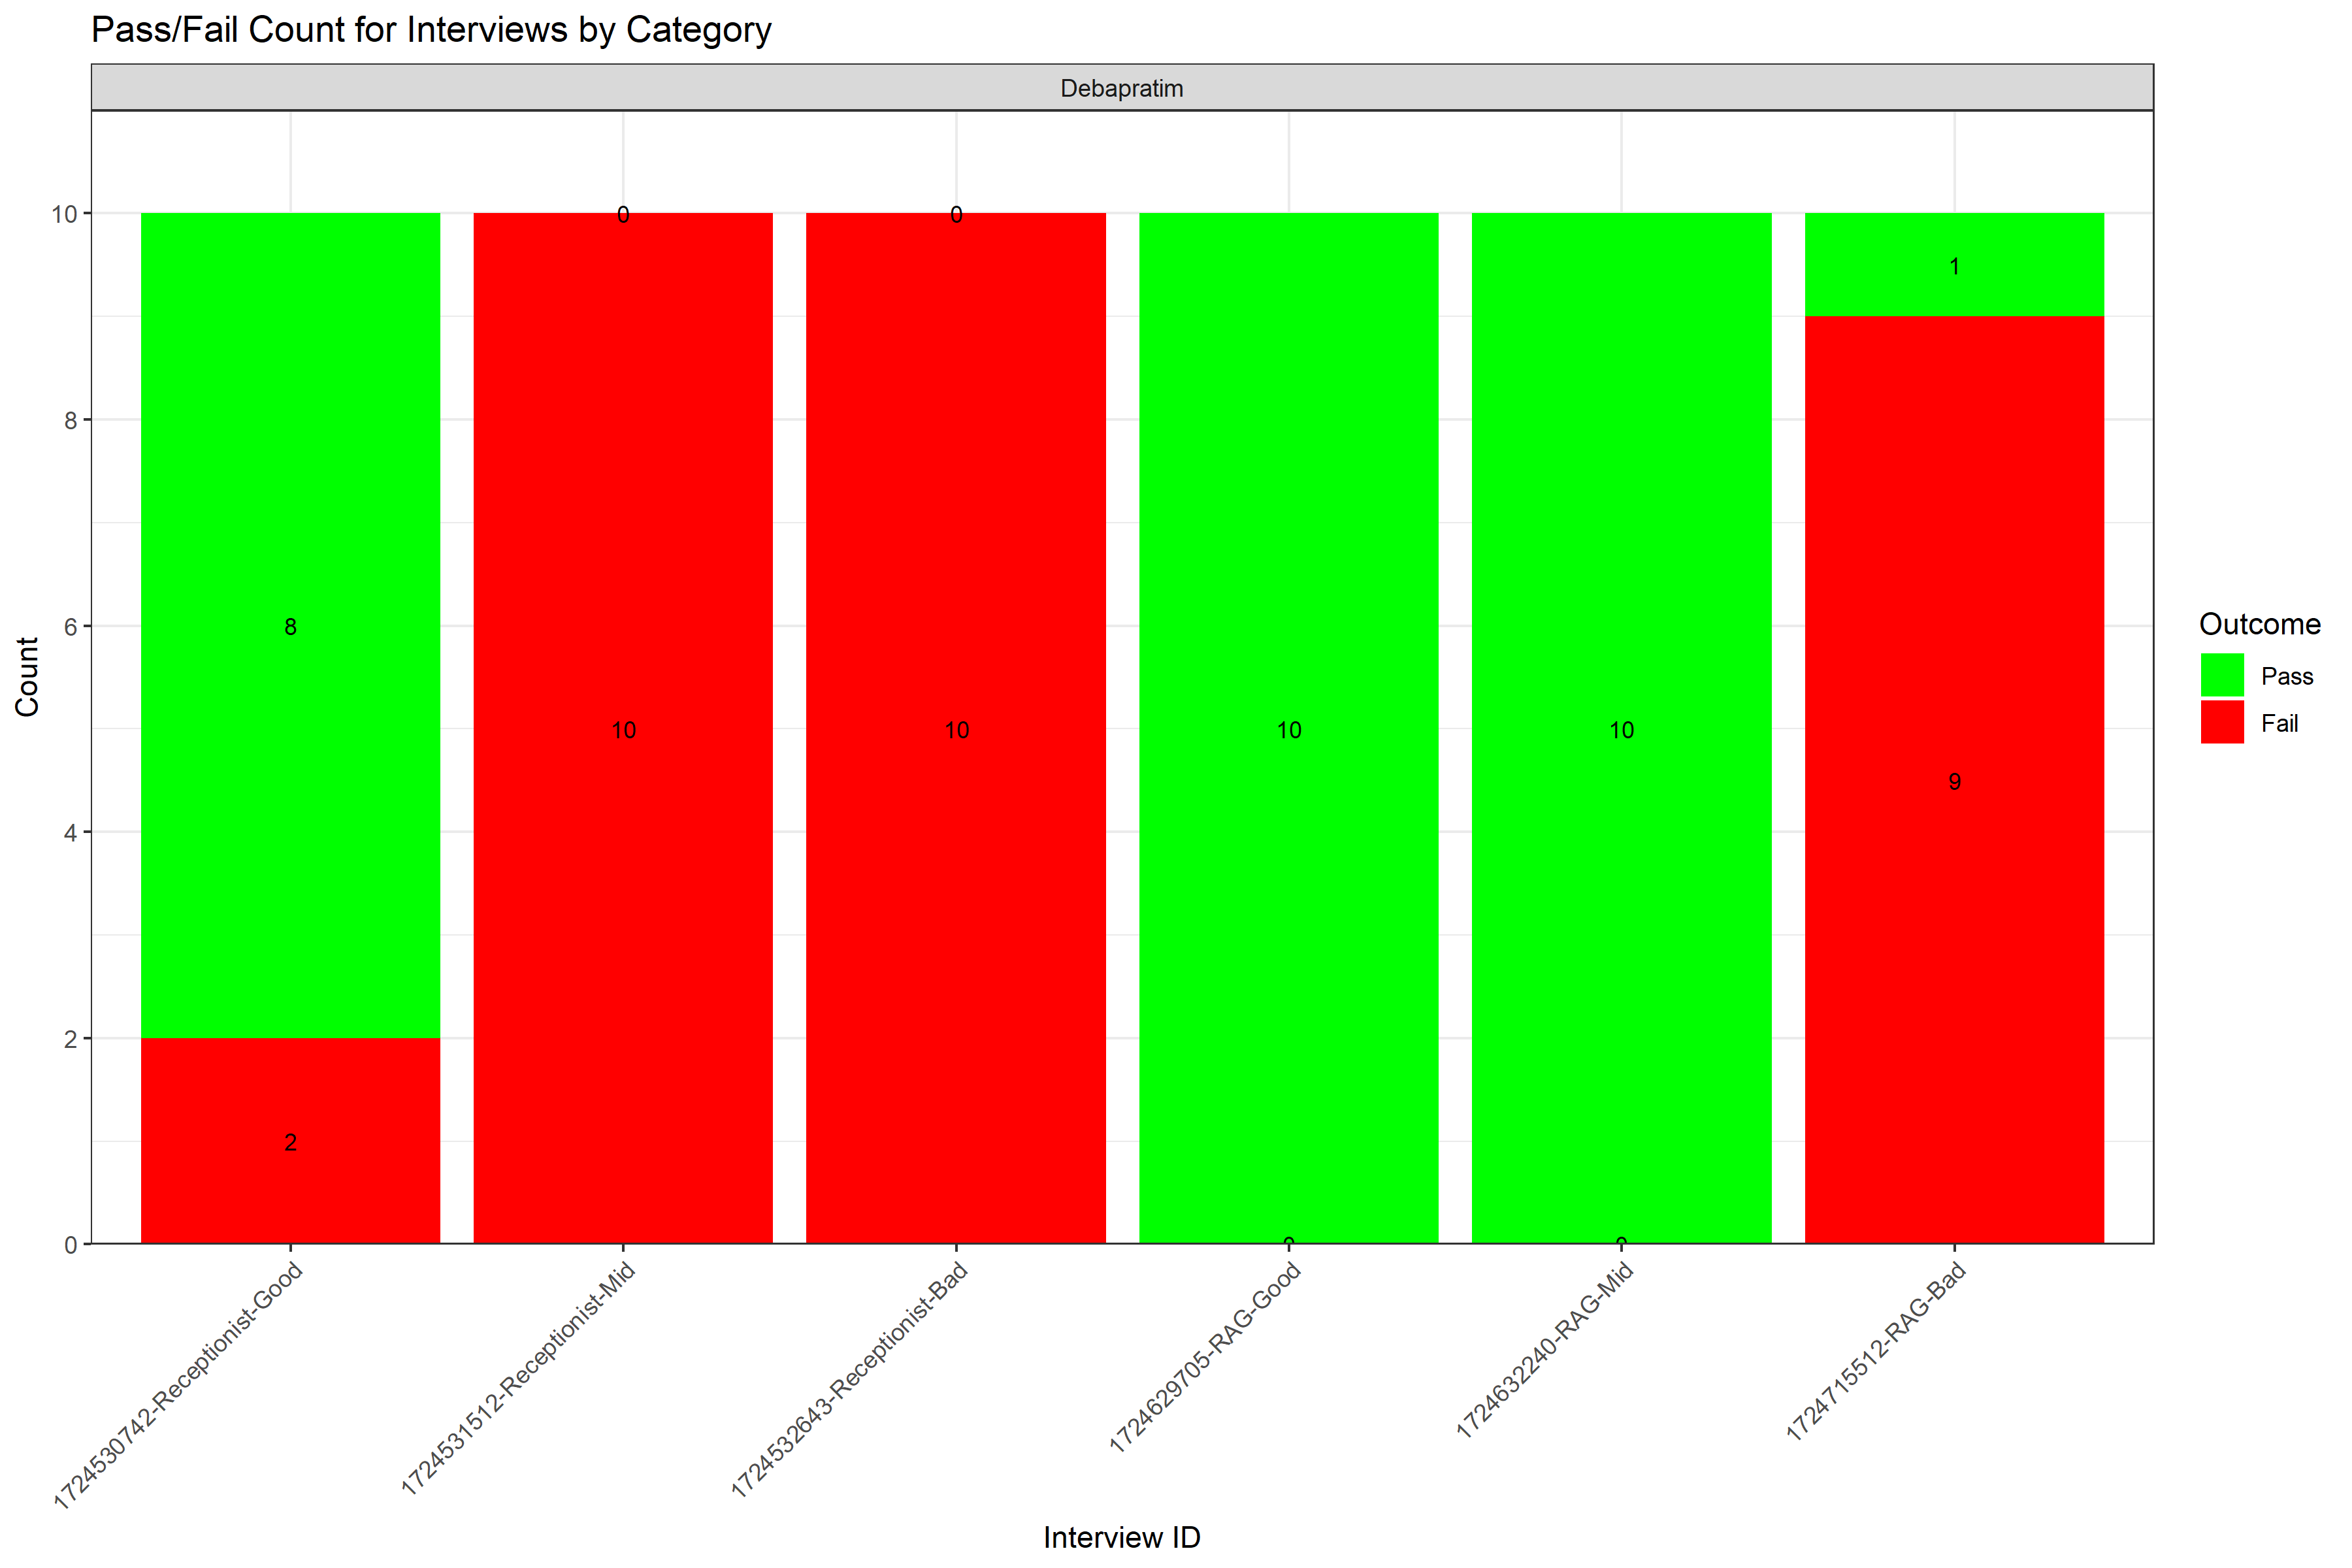 Pass/Fail Count for Interviews by Category
Debapratim
Count
10
8
6
4
2
0
8
2
0
10
0
10
10
0
10
0
1
9
1724530742-Receptionist-Good
1724531512-Receptionist-Mid
1724532643-Receptionist-Bad
1724629705-RAG-Good
1724632240-RAG-Mid
1724715512-RAG-Bad
Interview ID
Outcome
Pass
Fail